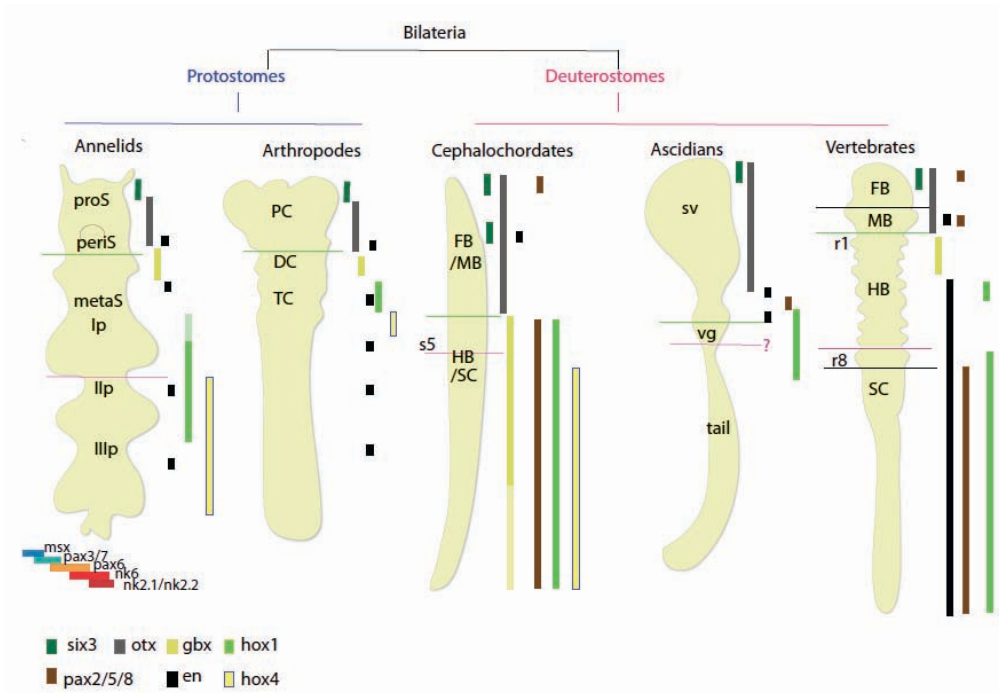 Bilateria
Protostomes
Deuterostomes
Annelids
Arthropodes
Cephalochordates
Ascidians
Vertebrates
proS
periS
metaS
Ip
IIp
IIIp
PC
DC
TC
FB
/MB
s5
HB
/SC
sv
vg
?
tail
FB
MB
r1
HB
r8
SC
msx
pax3/7
pax6
nk6
nk2.1/nk2.2
six3 otx gbx hox1
pax2/5/8 en hox4